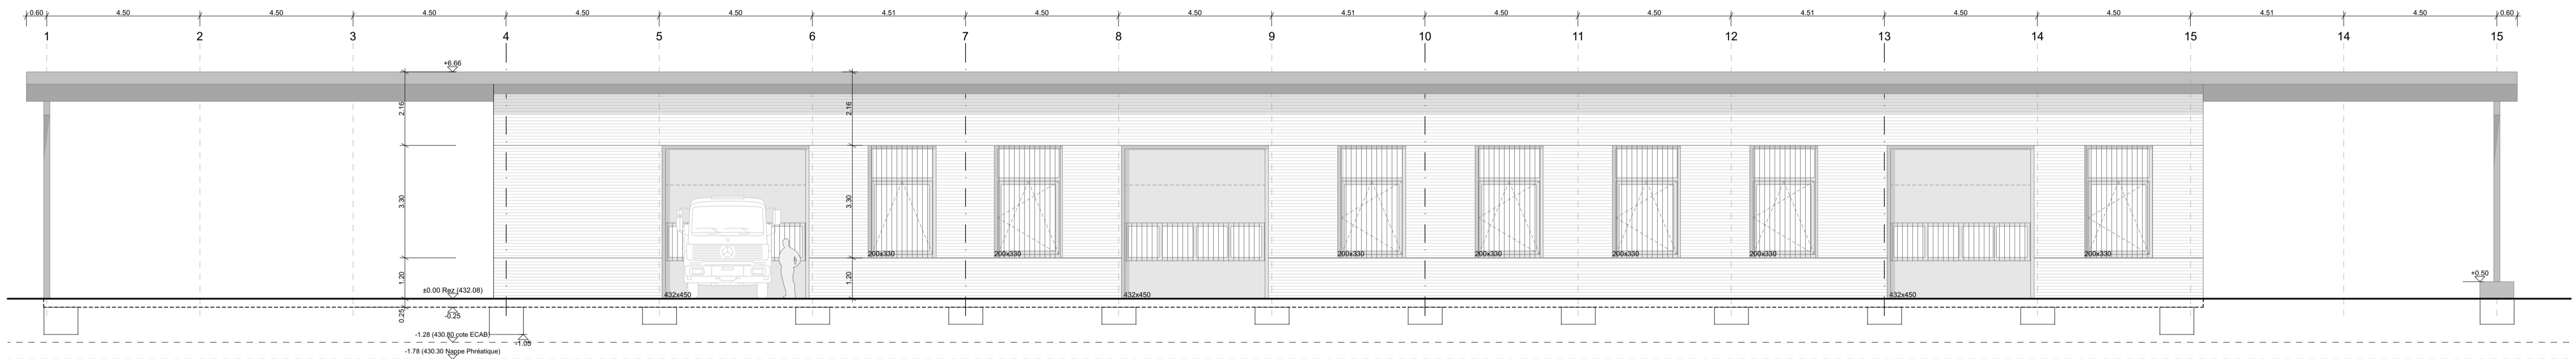 0.60 4.50 4.50 4.50 4.50 4.50 4.51 4.50 4.50 4.51 4.50 4.50 4.51 4.50 4.50 4.51 4.50 0.60
1 2 3 4 5 6 7 8 9 10 11 12 13 14 15 14 15
+6.66
2.16 2.16
3.30 3.30
200x330 200x330 200x330 200x330 200x330 200x330 200x330
1.20 1.20
+0.50
±0.00 Rez (432.08)
432x450 432x450 432x450
0.25
-0.25
-1.28 (430.80 cote ECAB)
-1.05
-1.78 (430.30 Nappe Phréatique)